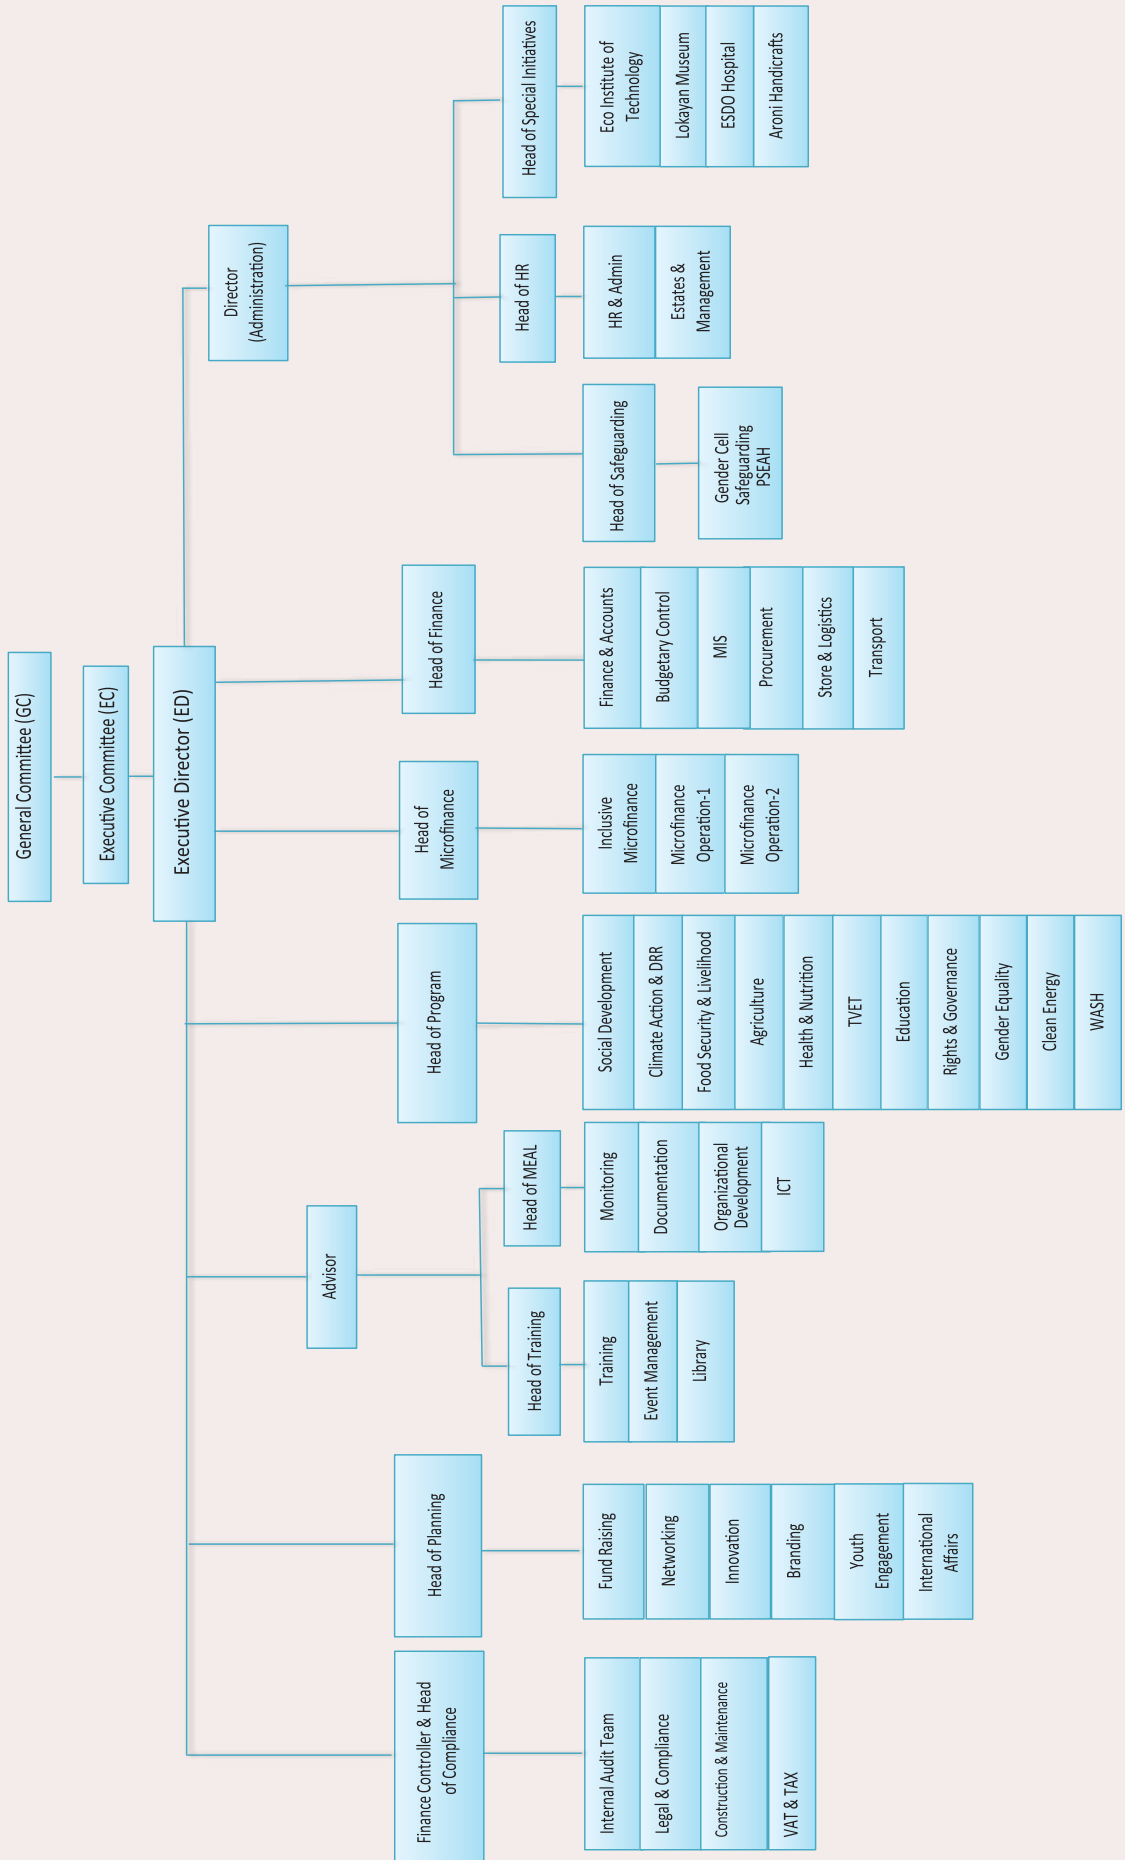 General Committee (GC)
Executive Committee (EC)
Executive Director (ED)
Finance Controller & Head
of Compliance
Internal Audit Team
Legal & Compliance
Construction & Maintenance
VAT & TAX
Head of Planning
Fund Raising
Networking
Innovation
Branding
Youth
Engagement
International
Affairs
Advisor
Head of Training
Training
Event Management
Library
Head of MEAL
Monitoring
Documentation
Organizational
Development
ICT
Head of Program
Social Development
Climate Action & DRR
Food Security & Livelihood
Agriculture
Health & Nutrition
TVET
Education
Rights & Governance
Gender Equality
Clean Energy
WASH
Head of
Microfinance
Inclusive
Microfinance
Microfinance
Operation-1
Microfinance
Operation-2
Head of Finance
Finance & Accounts
Budgetary Control
MIS
Procurement
Store & Logistics
Transport
Director
(Administration)
Head of Safeguarding
Gender Cell
Safeguarding
PSEAH
Head of HR
HR & Admin
Estates &
Management
Head of Special Initiatives
Eco Institute of
Technology
Lokayan Museum
ESDO Hospital
Aroni Handicrafts